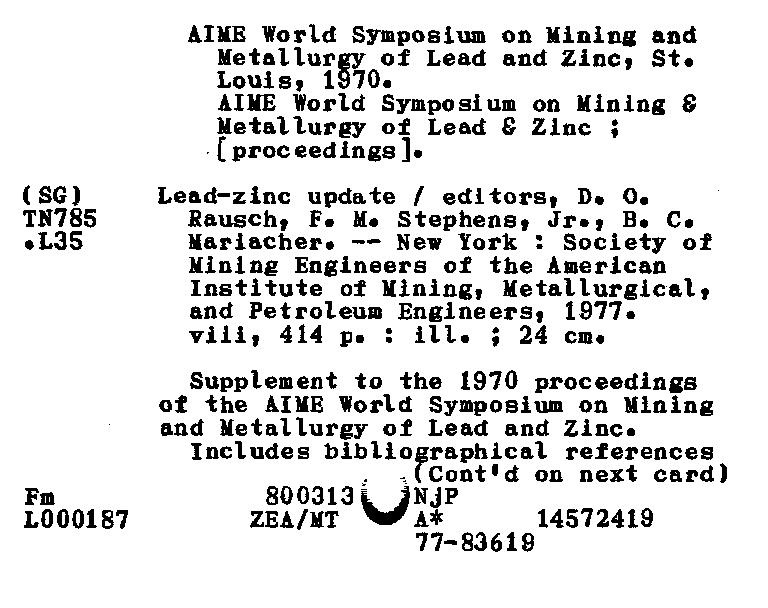 AIME World Symposium on Mining and
Metallurgy of Lead and Zinc, St.
Louis, 1970.
AIME World Symposium on Mining &
Metallurgy of Lead & Zinc ;
[proceedings].
(SG) Lead-zinc update / editors, D. O.
TN785 Rausch, F. M. Stephens, Jr., B. C.
.L35 Mariacher. -- New York : Society of
Mining Engineers of the American
Institute of Mining, Metallurgical,
and Petroleum Engineers, 1977.
viii, 414 p. : ill. ; 24 cm.
Supplement to the 1970 proceedings
of the AIME World Symposium on Mining
and Metallurgy of Lead and Zinc.
Includes bibliographical references
(Cont'd on next card)
Fm 800313 NjP
L000187 ZEA/MT A* 14572419
77-83619